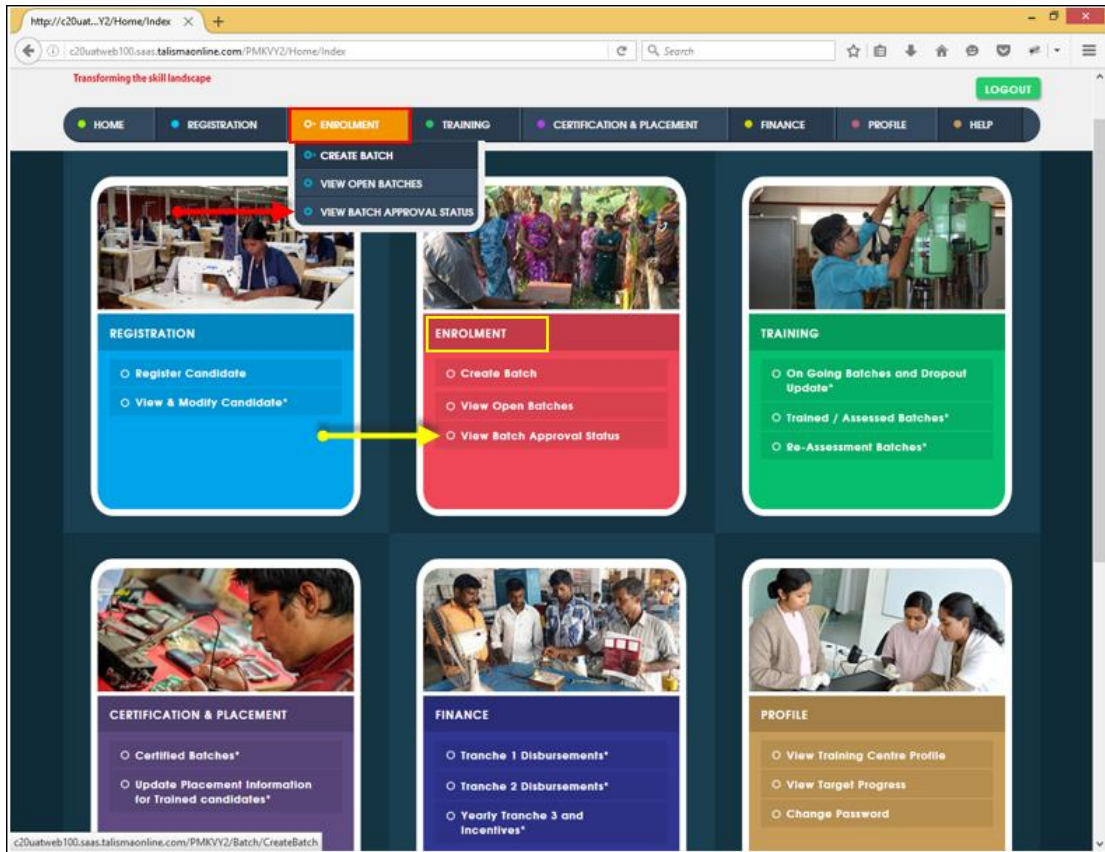 http://c20uat...Y2/Home/Index
c20uatweb100.saas.talismaonline.com/PMKVY2/Home/Index
Search
Transforming the skill landscape
LOGOUT
HOME
REGISTRATION
ENROLMENT
TRAINING
CERTIFICATION & PLACEMENT
FINANCE
PROFILE
HELP
CREATE BATCH
VIEW OPEN BATCHES
VIEW BATCH APPROVAL STATUS
REGISTRATION
Register Candidate
View & Modify Candidate*
ENROLMENT
Create Batch
View Open Batches
View Batch Approval Status
TRAINING
On Going Batches and Dropout
Update*
Trained / Assessed Batches*
Re-Assessment Batches*
CERTIFICATION & PLACEMENT
Certified Batches*
Update Placement Information
for Trained candidates*
FINANCE
Tranche 1 Disbursements*
Tranche 2 Disbursements*
Yearly Tranche 3 and
Incentives*
PROFILE
View Training Centre Profile
View Target Progress
Change Password
c20uatweb100.saas.talismaonline.com/PMKVY2/Batch/CreateBatch